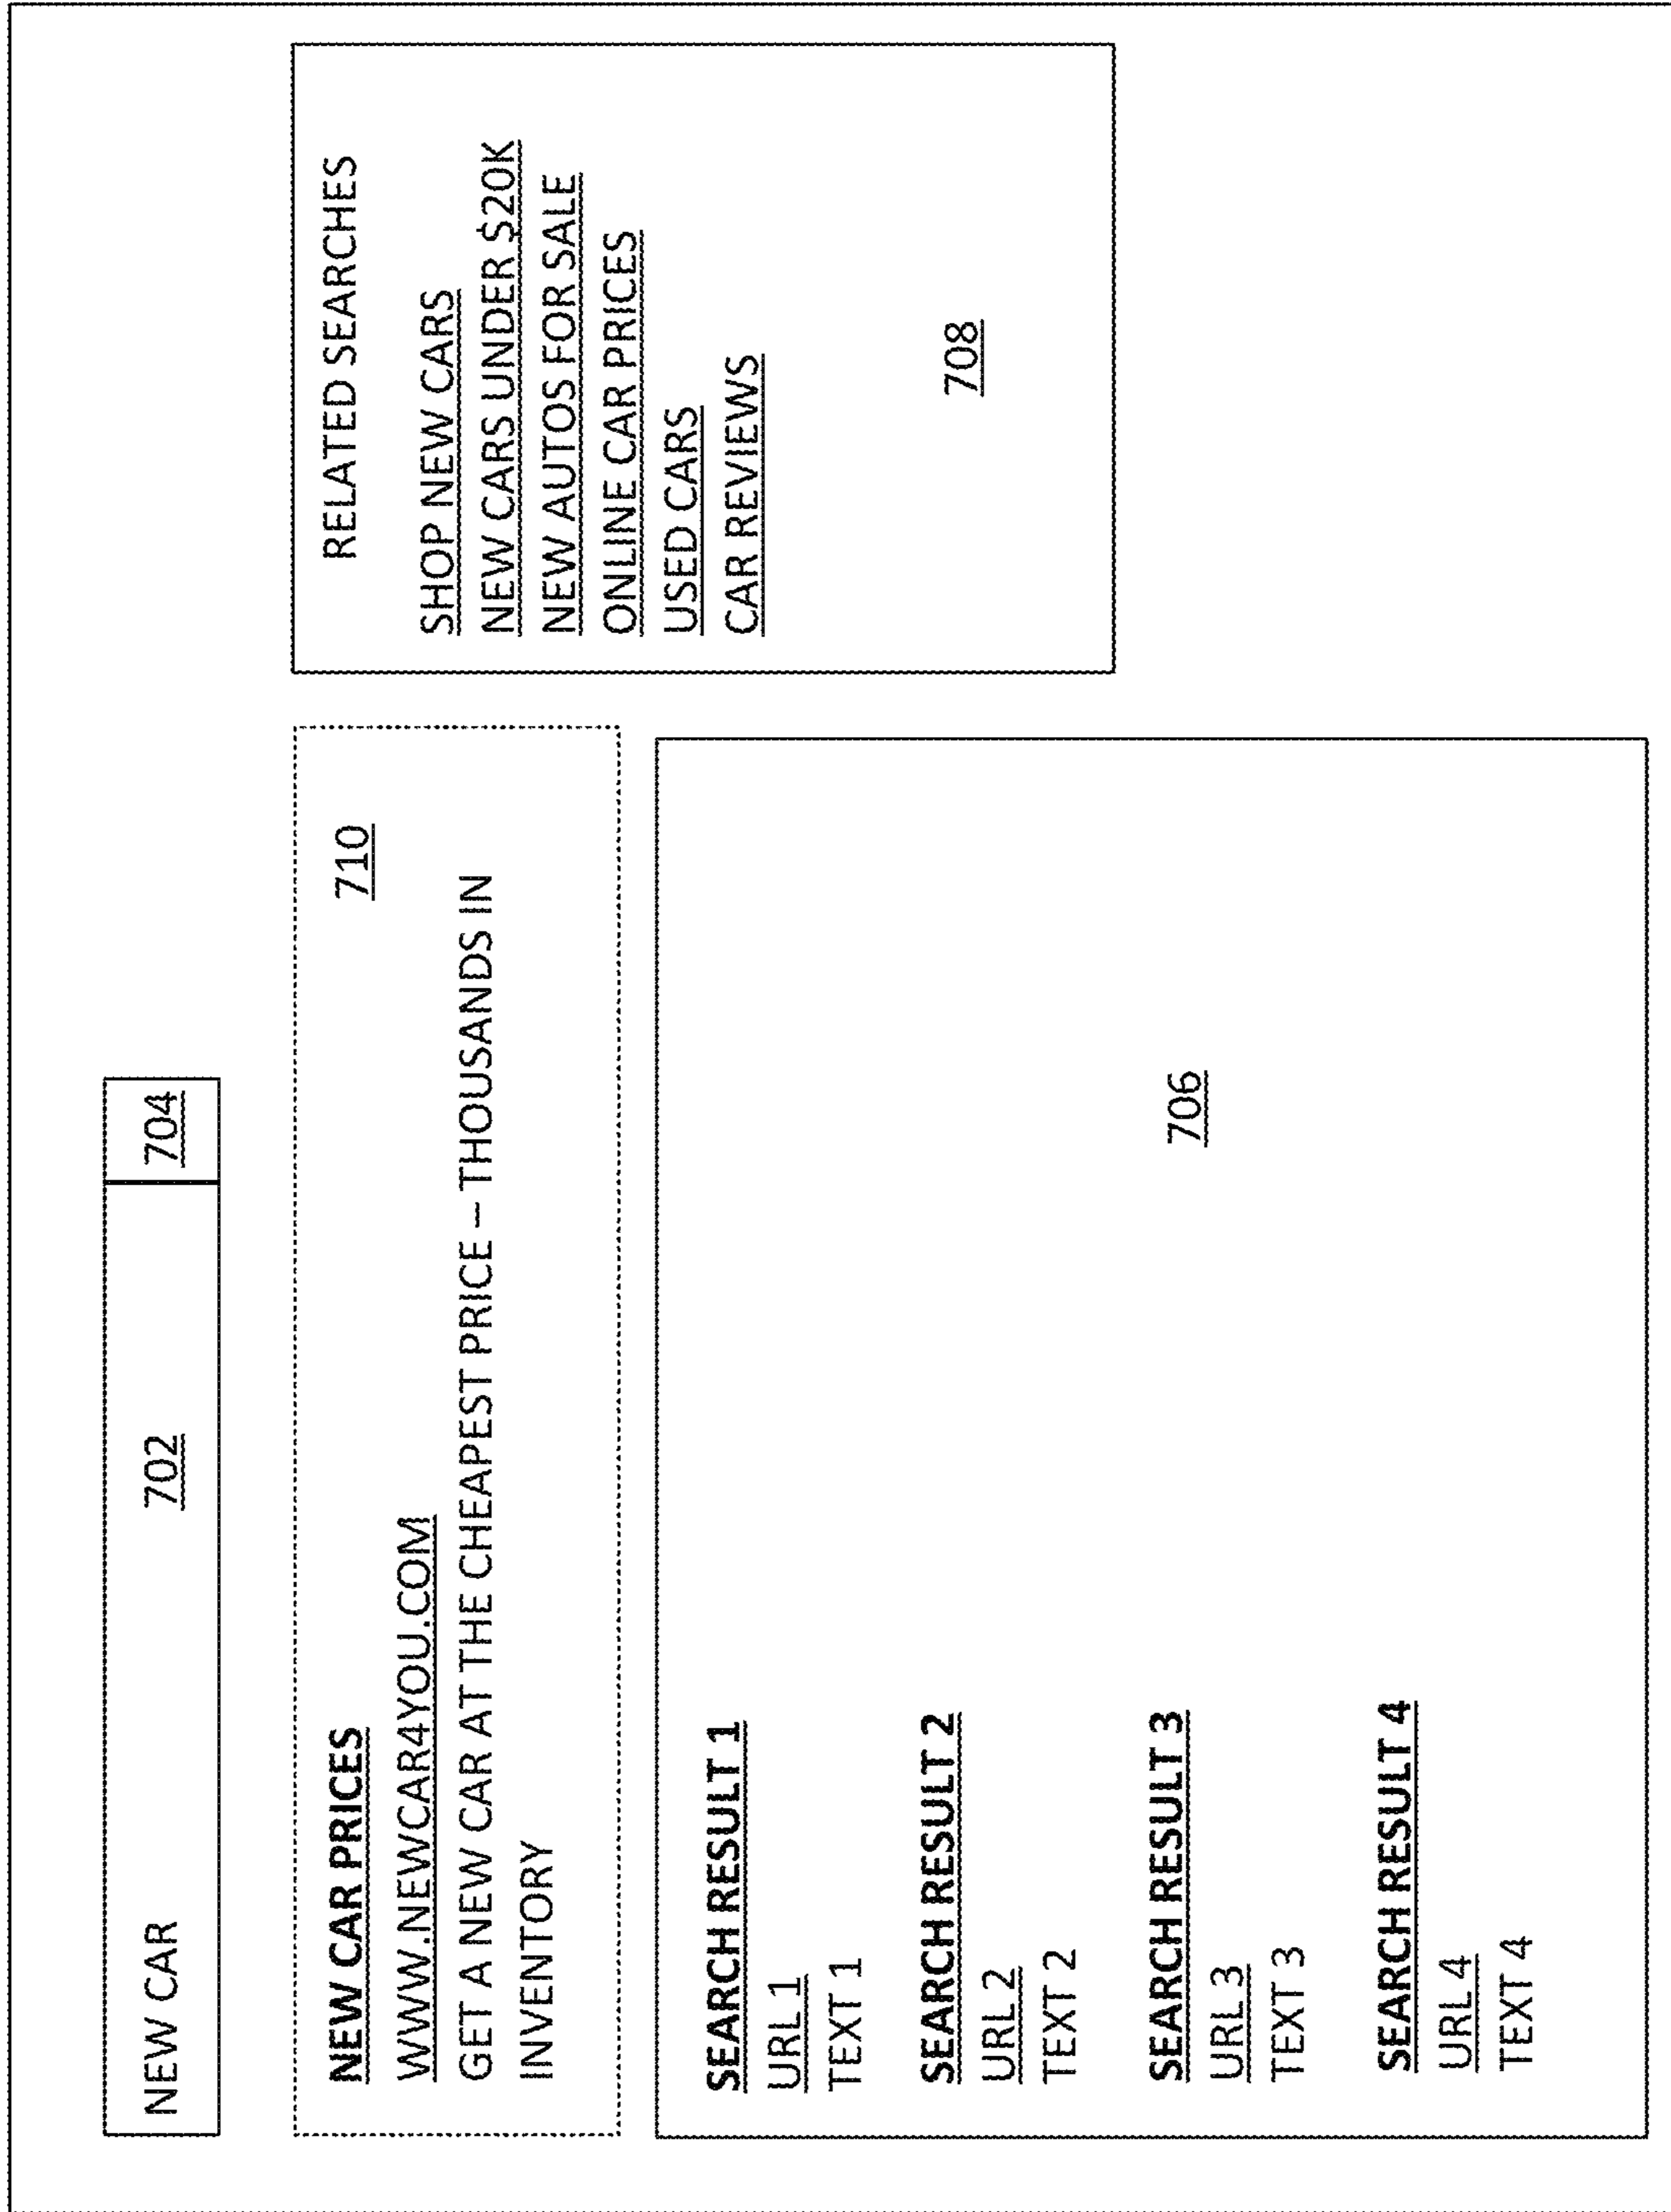 NEW CAR 702 704
NEW CAR PRICES 710
WWW.NEWCAR4YOU.COM
GET A NEW CAR AT THE CHEAPEST PRICE – THOUSANDS IN
INVENTORY
RELATED SEARCHES
SHOP NEW CARS
NEW CARS UNDER $20K
NEW AUTOS FOR SALE
ONLINE CAR PRICES
USED CARS
CAR REVIEWS
708
SEARCH RESULT 1
URL 1
TEXT 1
SEARCH RESULT 2
URL 2
TEXT 2
SEARCH RESULT 3
706
URL 3
TEXT 3
SEARCH RESULT 4
URL 4
TEXT 4